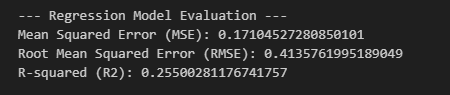 --- Regression Model Evaluation ---
Mean Squared Error (MSE): 0.17104527280850101
Root Mean Squared Error (RMSE): 0.4135761995189049
R-squared (R2): 0.25500281176741757